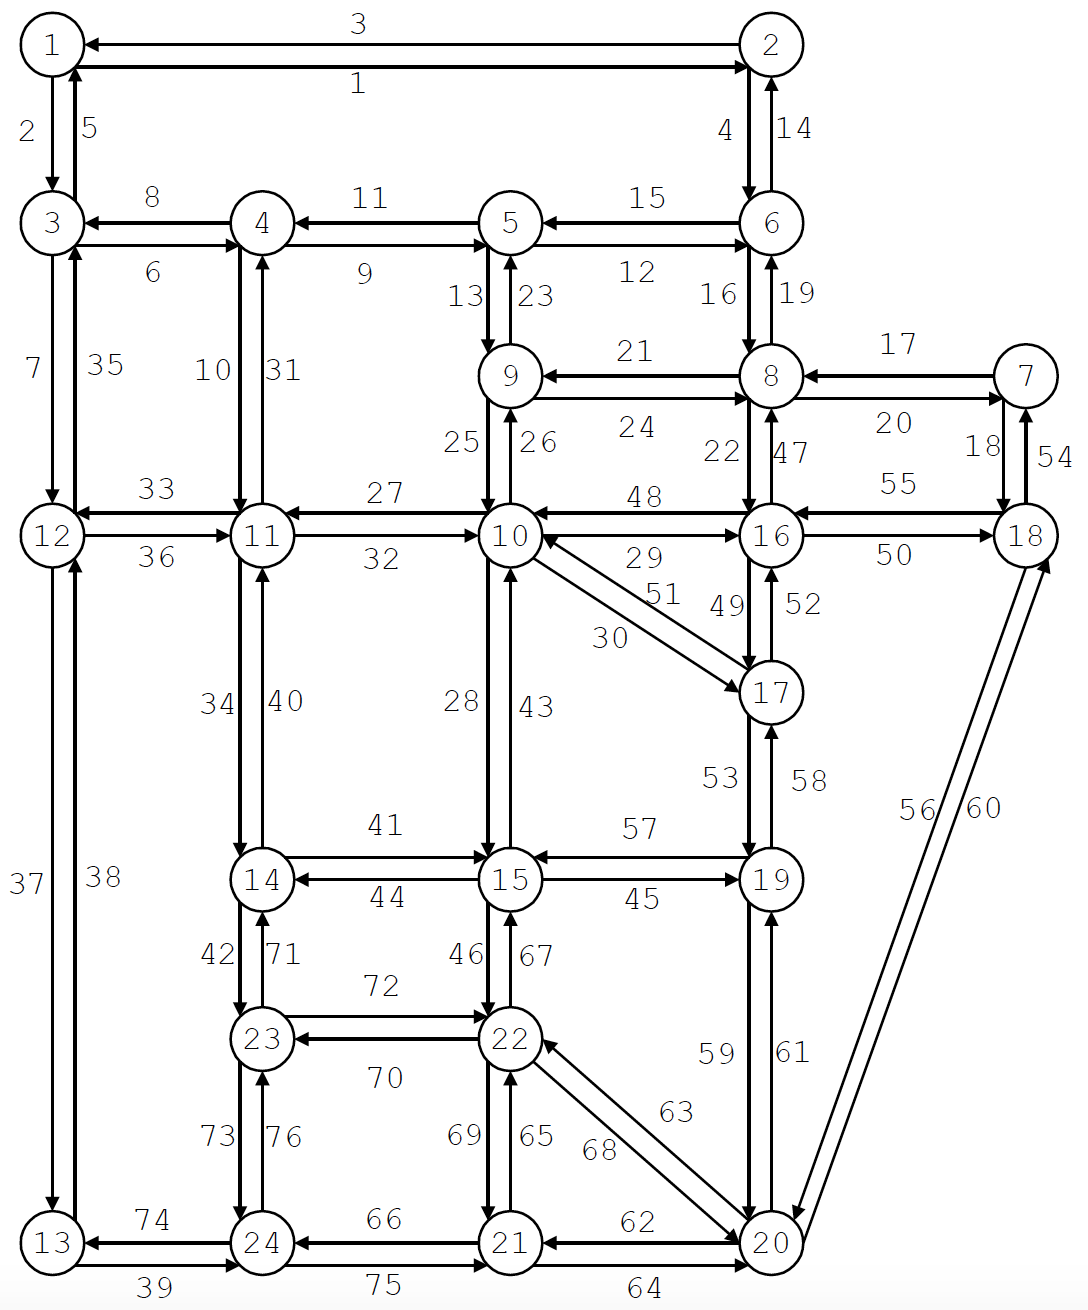 3
1 2
1
2 5 4 14
8 11 15
3 4 5 6
6 9 12
13 23 16 19
21 17
7 35 10 31 9 8 7
24 20
25 26 22 47 18 54
33 27 48 55
12 11 10 16 18
36 32 29 50
51 49 52
30
17
34 40 28 43
53 58
41 57 56 60
37 38 14 15 19
44 45
42 71 46 67
72
23 22
70 59 61
63
73 76 69 65 68
74 66 62
13 24 21 20
39 75 64